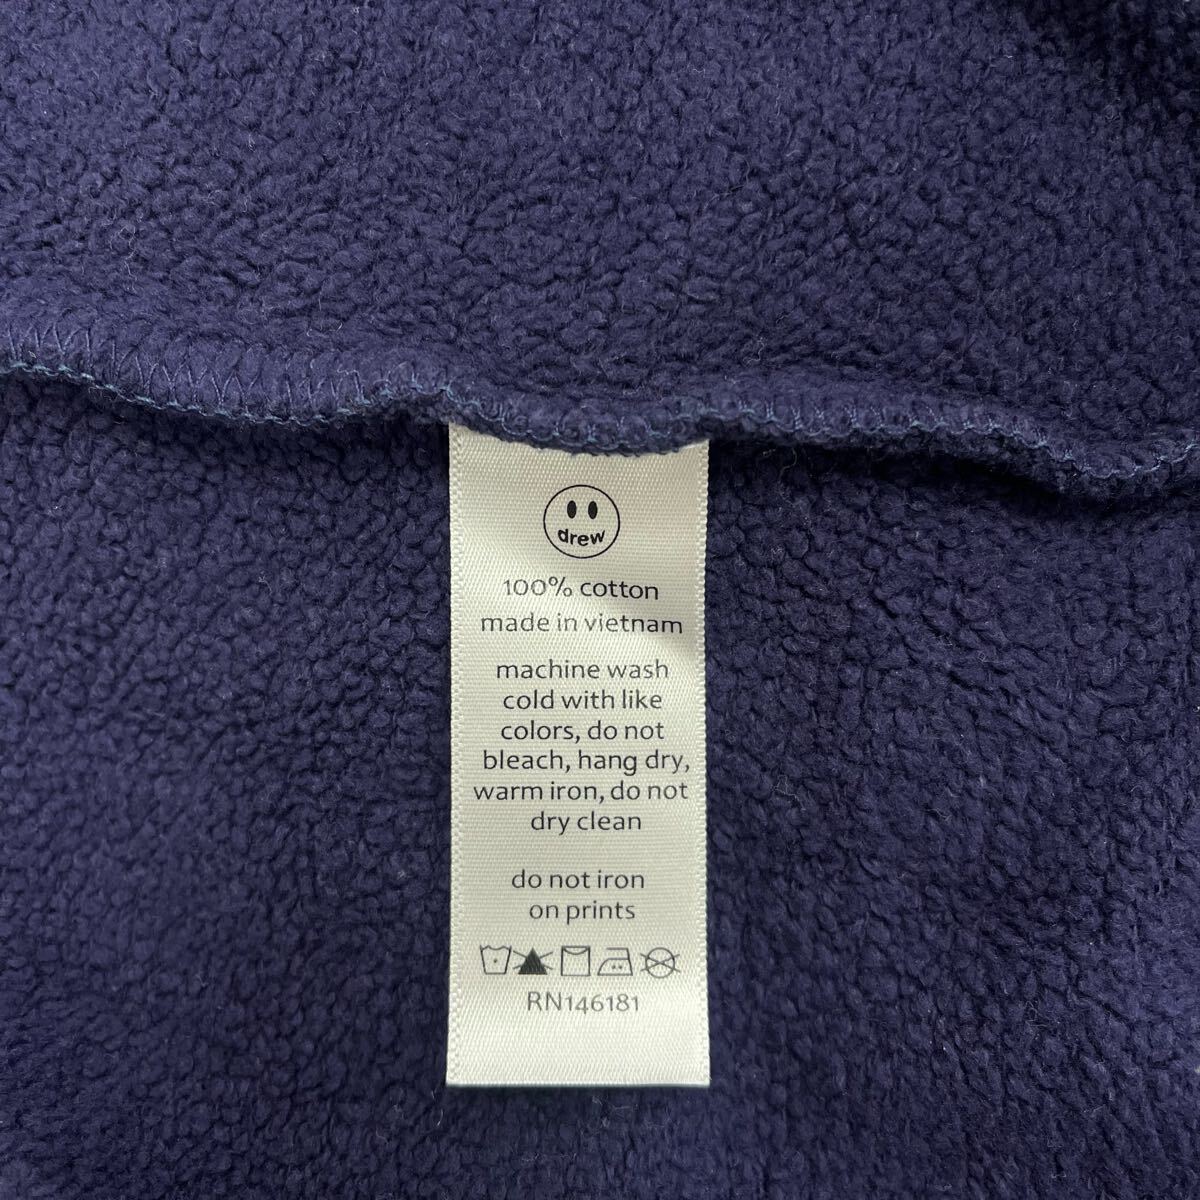 drew
100% cotton
made in vietnam
machine wash
cold with like
colors, do not
bleach, hang dry,
warm iron, do not
dry clean
do not iron
on prints
RN146181